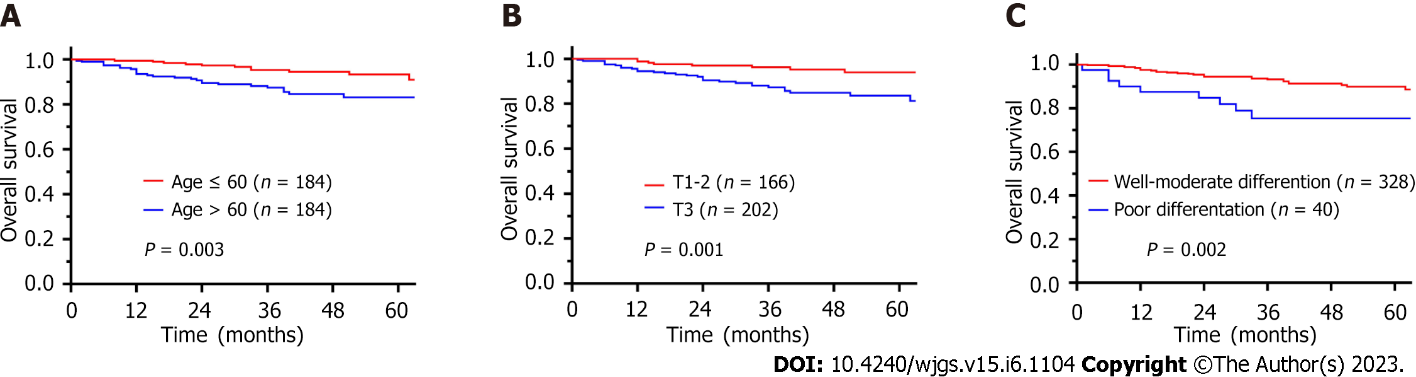 A
Overall survival
1.0
0.8
0.6
0.4
0.2
0.0
Age ≤ 60 (n = 184)
Age > 60 (n = 184)
P = 0.003
0 12 24 36 48 60
Time (months)
B
Overall survival
1.0
0.8
0.6
0.4
0.2
0.0
T1-2 (n = 166)
T3 (n = 202)
P = 0.001
0 12 24 36 48 60
Time (months)
C
Overall survival
1.0
0.8
0.6
0.4
0.2
0.0
Well-moderate differention (n = 328)
Poor differentation (n = 40)
P = 0.002
0 12 24 36 48 60
Time (months)
DOI: 10.4240/wjgs.v15.i6.1104 Copyright ©The Author(s) 2023.